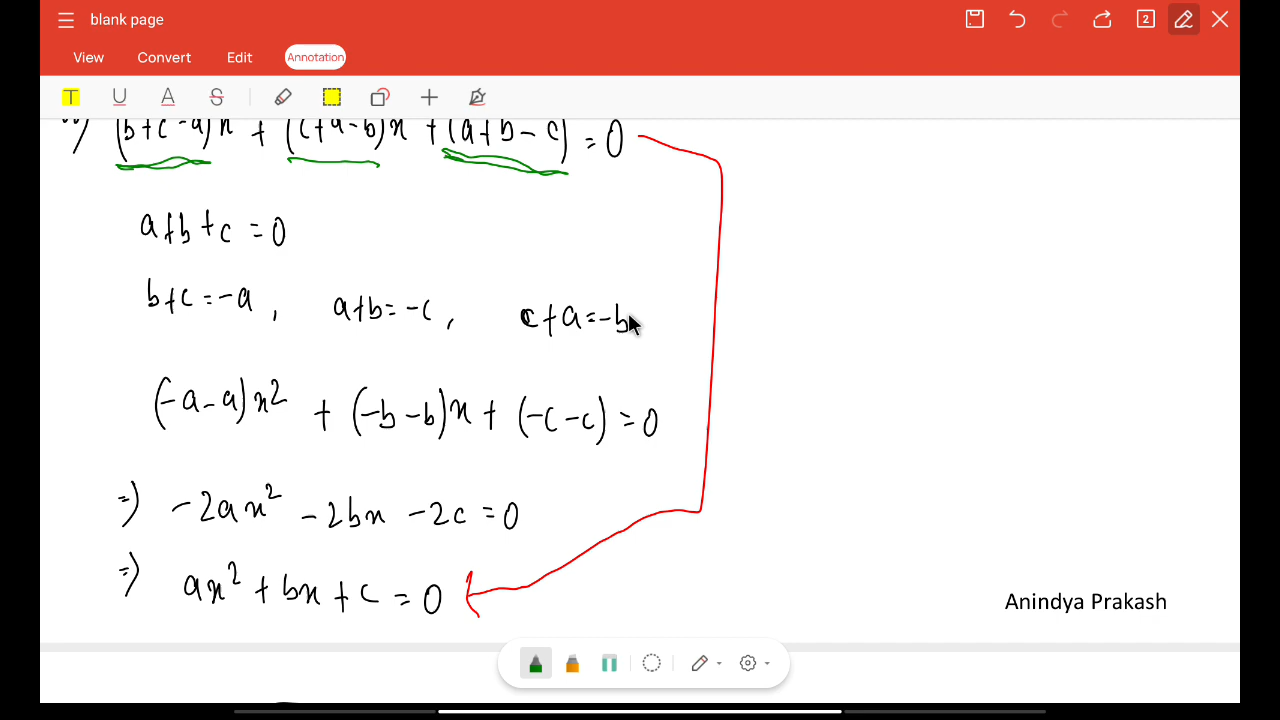 blank page
2
View Convert Edit Annotation
T U A S
=) (b+c-a)x + (c+a-b)x + (a+b-c) = 0
a+b+c = 0
b+c = -a, a+b = -c, c+a = -b
(-a-a)x² + (-b-b)x + (-c-c) = 0
=) -2ax² - 2bx - 2c = 0
=) ax² + bx + c = 0
Anindya Prakash